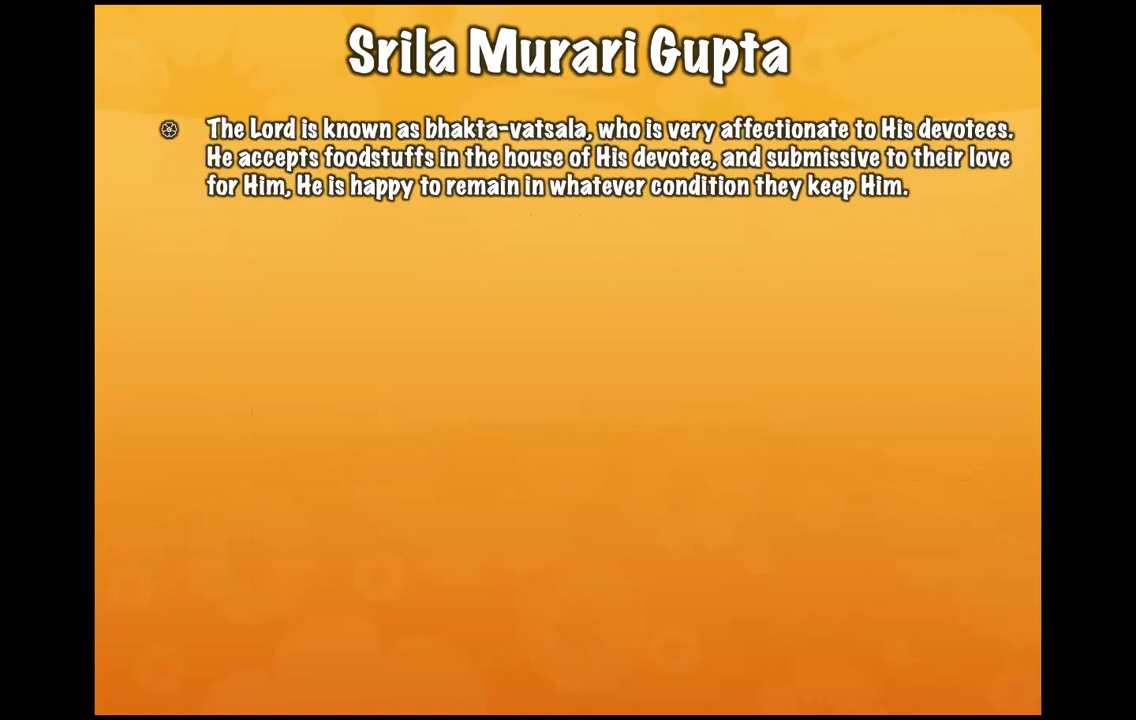 Srila Murari Gupta
The Lord is known as bhakta-vatsala, who is very affectionate to His devotees.
He accepts foodstuffs in the house of His devotee, and submissive to their love
for Him, He is happy to remain in whatever condition they keep Him.